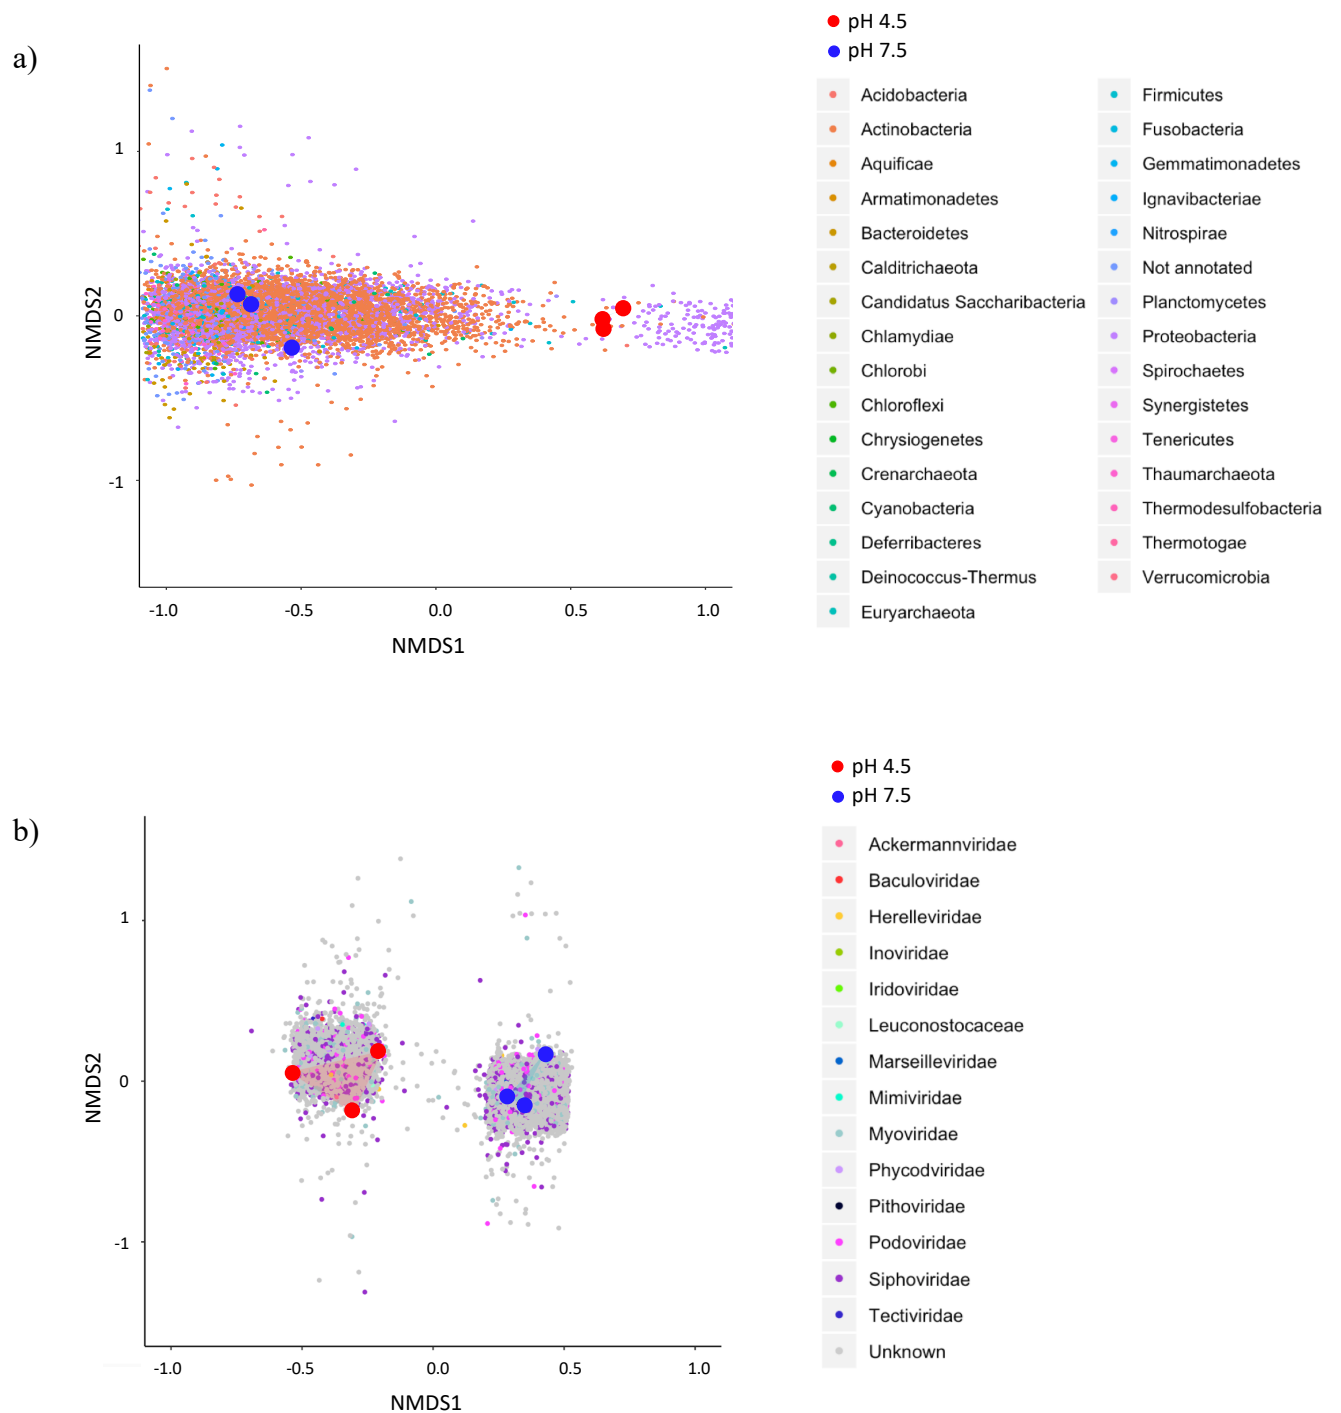 a)
pH 4.5
pH 7.5
Acidobacteria
Actinobacteria
Aquificae
Armatimonadetes
Bacteroidetes
Calditrichaeota
Candidatus Saccharibacteria
Chlamydiae
Chlorobi
Chloroflexi
Chrysiogenetes
Crenarchaeota
Cyanobacteria
Deferribacteres
Deinococcus-Thermus
Euryarchaeota
Firmicutes
Fusobacteria
Gemmatimonadetes
Ignavibacteriae
Nitrospirae
Not annotated
Planctomycetes
Proteobacteria
Spirochaetes
Synergistetes
Tenericutes
Thaumarchaeota
Thermodesulfobacteria
Thermotogae
Verrucomicrobia
NMDS2
1
0
-1
-1.0 -0.5 0.0 0.5 1.0
NMDS1
b)
pH 4.5
pH 7.5
Ackermannviridae
Baculoviridae
Herelleviridae
Inoviridae
Iridoviridae
Leuconostocaceae
Marseilleviridae
Mimiviridae
Myoviridae
Phycodviridae
Pithoviridae
Podoviridae
Siphoviridae
Tectiviridae
Unknown
NMDS2
1
0
-1
-1.0 -0.5 0.0 0.5 1.0
NMDS1